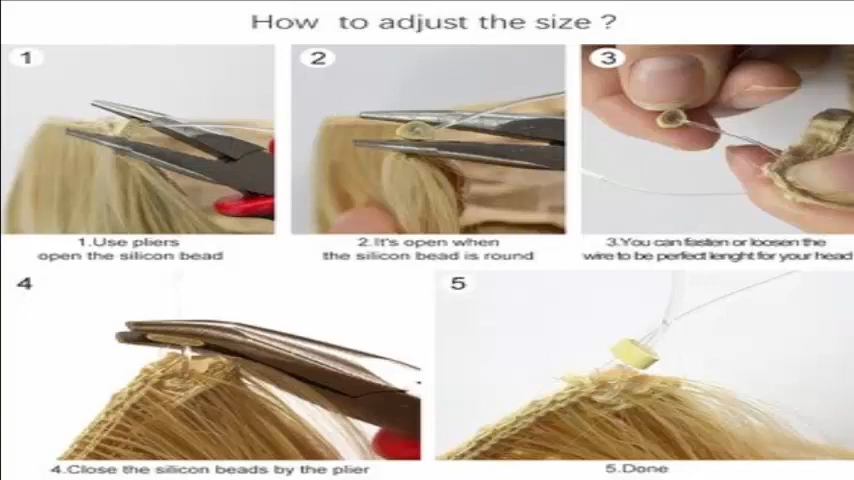 How to adjust the size ?
1
2
3
1.Use pliers
open the silicon bead
2.It's open when
the silicon bead is round
3.You can fasten or loosen the
wire to be perfect lenght for your head
4
5
4.Close the silicon beads by the plier
5.Done